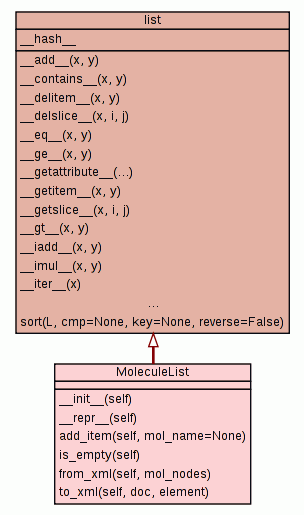 list
__hash__
__add__(x, y)
__contains__(x, y)
__delitem__(x, y)
__delslice__(x, i, j)
__eq__(x, y)
__ge__(x, y)
__getattribute__(...)
__getitem__(x, y)
__getslice__(x, i, j)
__gt__(x, y)
__iadd__(x, y)
__imul__(x, y)
__iter__(x)
...
sort(L, cmp=None, key=None, reverse=False)
MoleculeList
__init__(self)
__repr__(self)
add_item(self, mol_name=None)
is_empty(self)
from_xml(self, mol_nodes)
to_xml(self, doc, element)